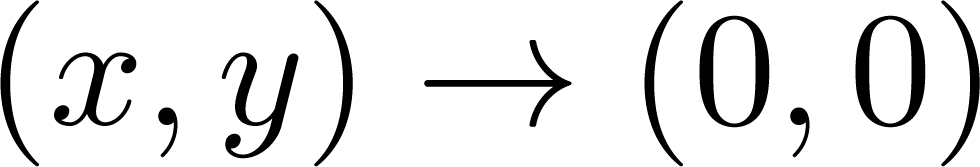 (x, y) → (0, 0)